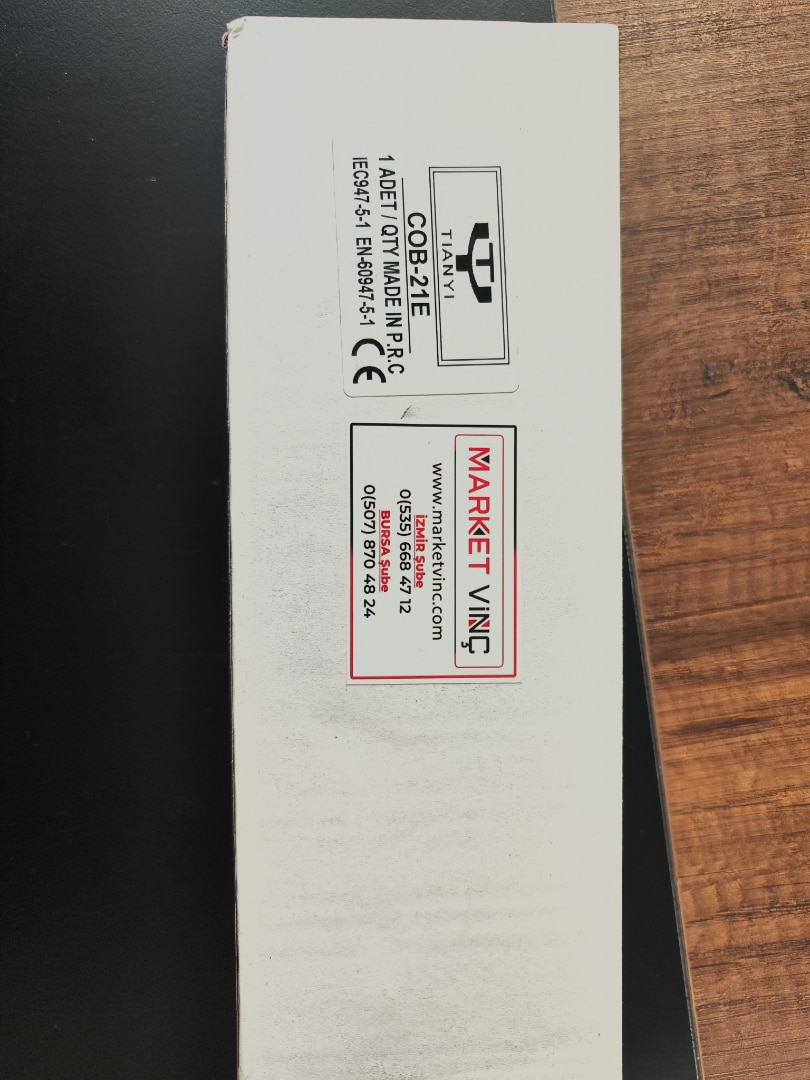 TIANYI
COB-21E
1 ADET / QTY MADE IN P.R.C
IEC947-5-1 EN-60947-5-1 CE
MARKET VİNÇ
www.marketvinc.com
İZMİR Şube
0(535) 668 47 12
BURSA Şube
0(507) 870 48 24